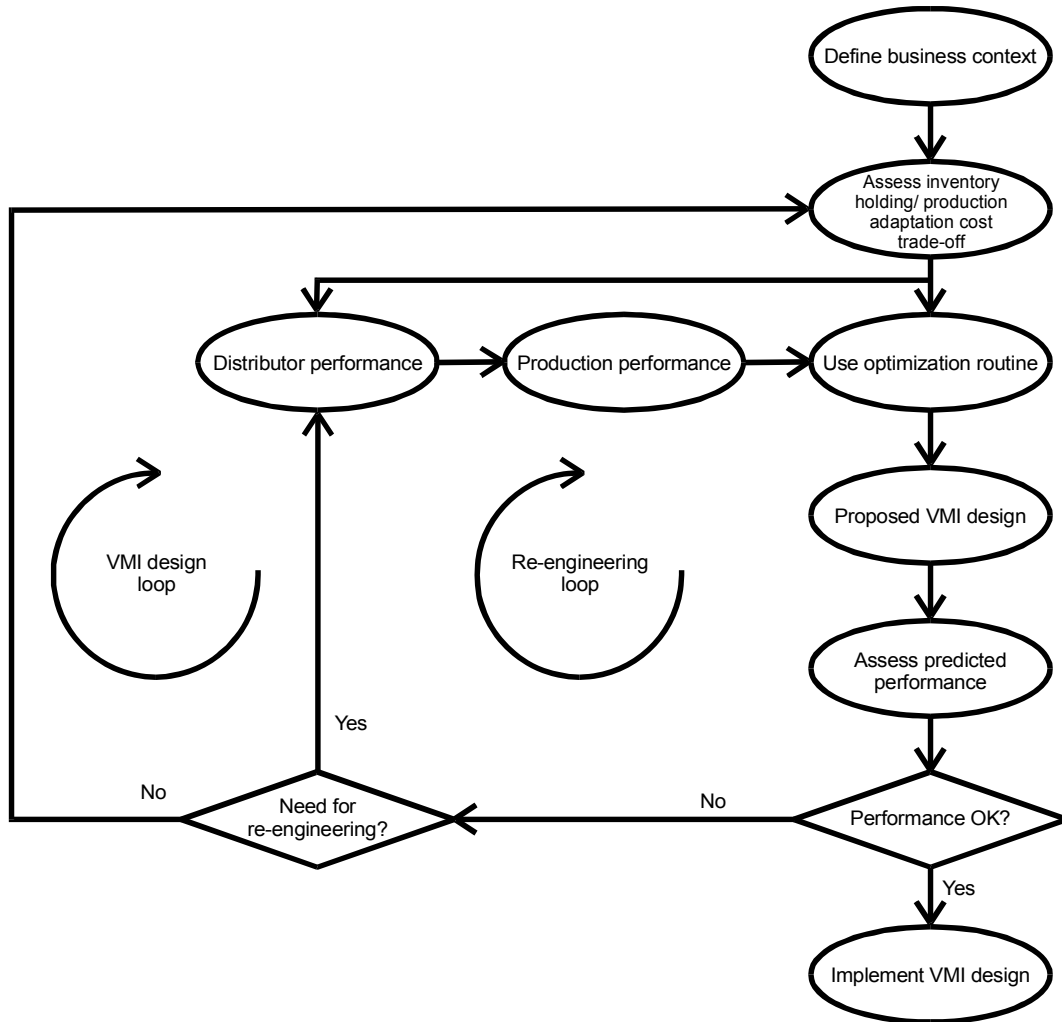 Define business context
Assess inventory
holding/ production
adaptation cost
trade-off
Distributor performance
Production performance
Use optimization routine
Proposed VMI design
VMI design
loop
Re-engineering
loop
Assess predicted
performance
Yes
No
Need for
re-engineering?
No
Performance OK?
Yes
Implement VMI design